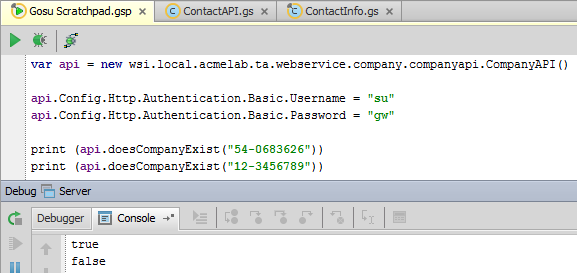 Gosu Scratchpad.gsp × ContactAPI.gs × ContactInfo.gs ×
var api = new wsi.local.acmelab.ta.webservice.company.companyapi.CompanyAPI()
api.Config.Http.Authentication.Basic.Username = "su"
api.Config.Http.Authentication.Basic.Password = "gw"
print (api.doesCompanyExist("54-0683626"))
print (api.doesCompanyExist("12-3456789"))
Debug Server
Debugger Console
true
false